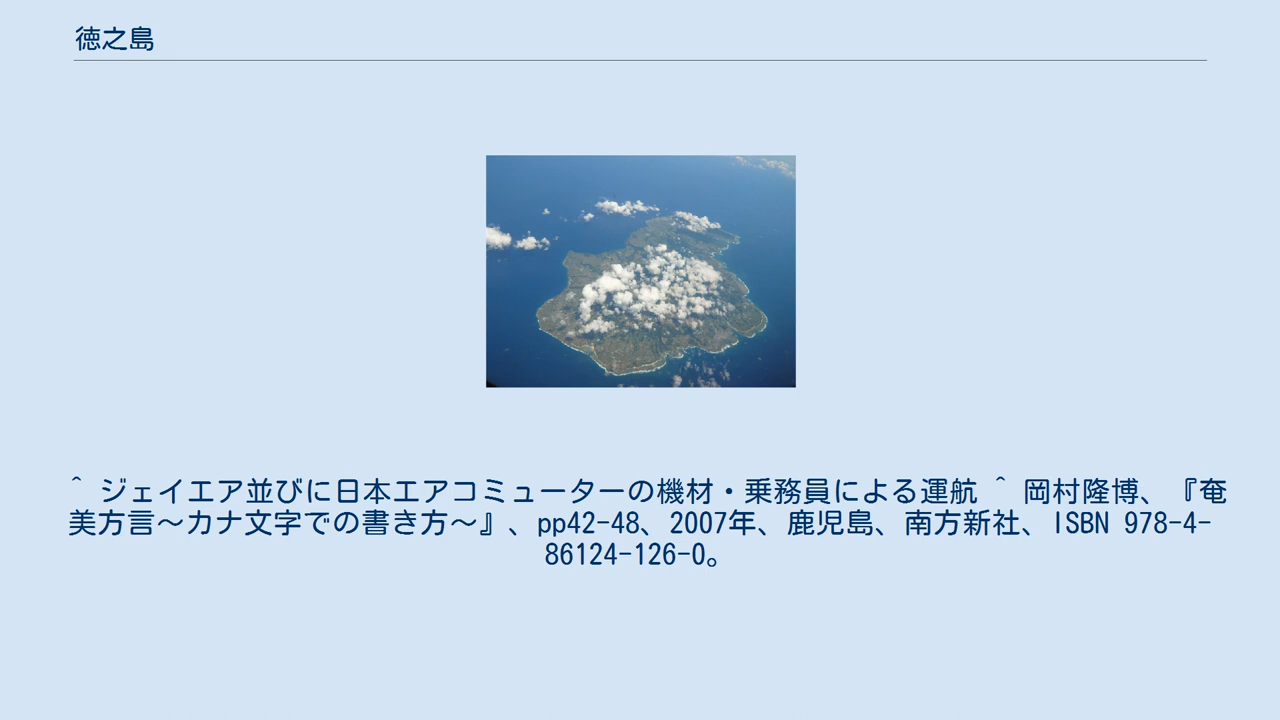 徳之島
^ ジェイエア並びに日本エアコミューターの機材・乗務員による運航 ^ 岡村隆博、『奄
美方言〜カナ文字での書き方〜』、pp42-48、2007年、鹿児島、南方新社、ISBN 978-4-
86124-126-0。